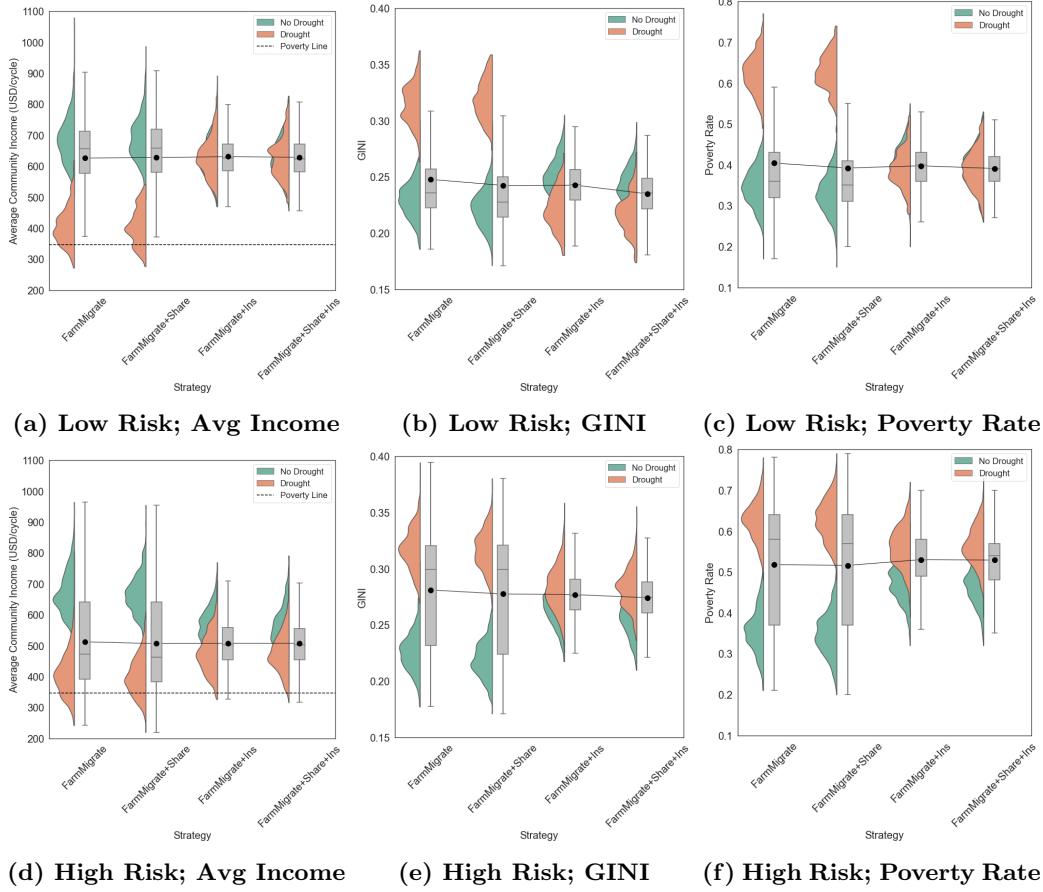 1100
1000
900
800
700
600
500
400
300
200
Average Community Income (USD/cycle)
No Drought
Drought
Poverty Line
FarmMigrate
FarmMigrate+Share
FarmMigrate+Ins
FarmMigrate+Share+Ins
Strategy
(a) Low Risk; Avg Income
0.40
0.35
0.30
0.25
0.20
0.15
GINI
No Drought
Drought
FarmMigrate
FarmMigrate+Share
FarmMigrate+Ins
FarmMigrate+Share+Ins
Strategy
(b) Low Risk; GINI
0.8
0.7
0.6
0.5
0.4
0.3
0.2
0.1
Poverty Rate
No Drought
Drought
FarmMigrate
FarmMigrate+Share
FarmMigrate+Ins
FarmMigrate+Share+Ins
Strategy
(c) Low Risk; Poverty Rate
1100
1000
900
800
700
600
500
400
300
200
Average Community Income (USD/cycle)
No Drought
Drought
Poverty Line
FarmMigrate
FarmMigrate+Share
FarmMigrate+Ins
FarmMigrate+Share+Ins
Strategy
(d) High Risk; Avg Income
0.40
0.35
0.30
0.25
0.20
0.15
GINI
No Drought
Drought
FarmMigrate
FarmMigrate+Share
FarmMigrate+Ins
FarmMigrate+Share+Ins
Strategy
(e) High Risk; GINI
0.8
0.7
0.6
0.5
0.4
0.3
0.2
0.1
Poverty Rate
No Drought
Drought
FarmMigrate
FarmMigrate+Share
FarmMigrate+Ins
FarmMigrate+Share+Ins
Strategy
(f) High Risk; Poverty Rate